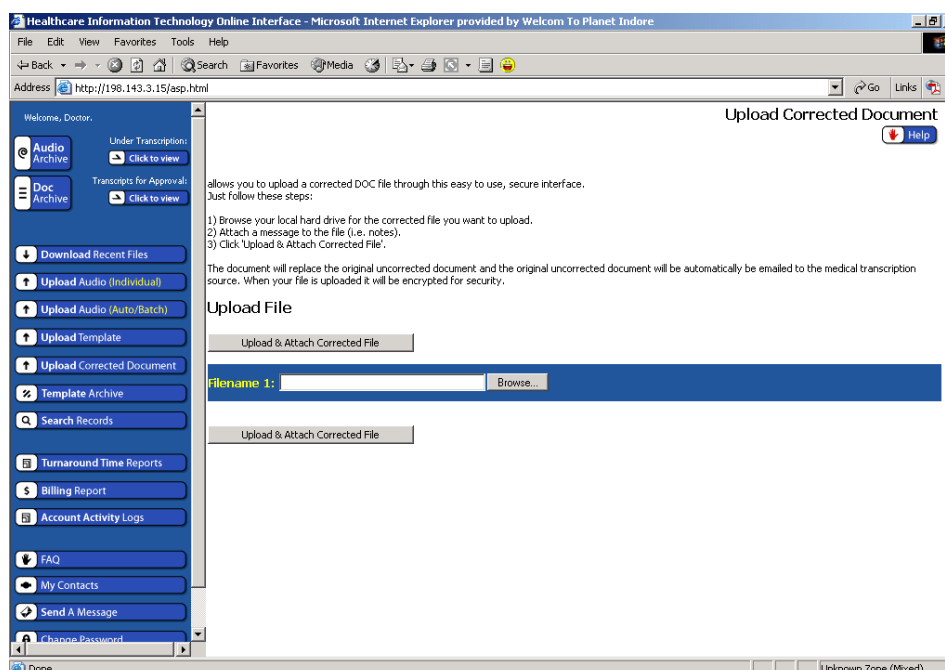 Healthcare Information Technology Online Interface - Microsoft Internet Explorer provided by Welcom To Planet Indore
File Edit View Favorites Tools Help
Back Search Favorites Media
Address http://198.143.3.15/asp.html Go Links
Welcome, Doctor.
Audio Archive
Under Transcription:
Click to view
Doc Archive
Transcripts for Approval:
Click to view
Download Recent Files
Upload Audio (Individual)
Upload Audio (Auto/Batch)
Upload Template
Upload Corrected Document
Template Archive
Search Records
Turnaround Time Reports
Billing Report
Account Activity Logs
FAQ
My Contacts
Send A Message
Change Password
Upload Corrected Document
Help
allows you to upload a corrected DOC file through this easy to use, secure interface.
Just follow these steps:
1) Browse your local hard drive for the corrected file you want to upload.
2) Attach a message to the file (i.e. notes).
3) Click 'Upload & Attach Corrected File'.
The document will replace the original uncorrected document and the original uncorrected document will be automatically be emailed to the medical transcription
source. When your file is uploaded it will be encrypted for security.
Upload File
Upload & Attach Corrected File
Filename 1: Browse...
Upload & Attach Corrected File
Done Unknown Zone (Mixed)